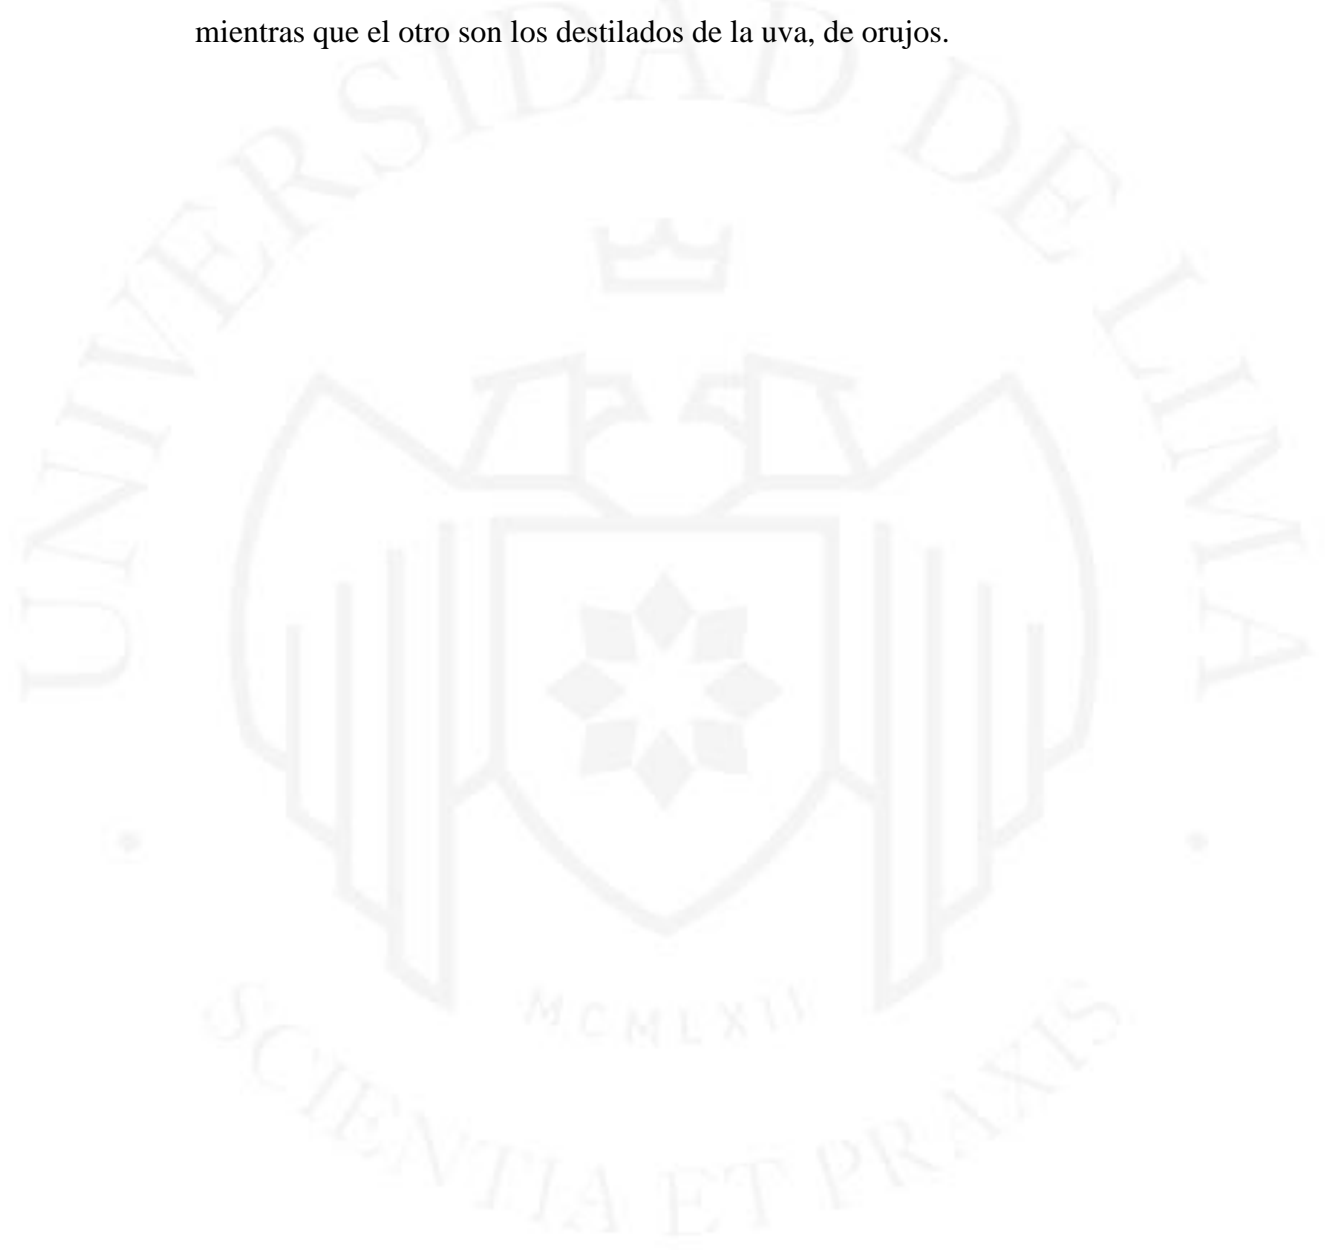 mientras que el otro son los destilados de la uva, de orujos.
UNIVERSIDAD DE LIMA
MCMLXII
SCIENTIA ET PRAXIS